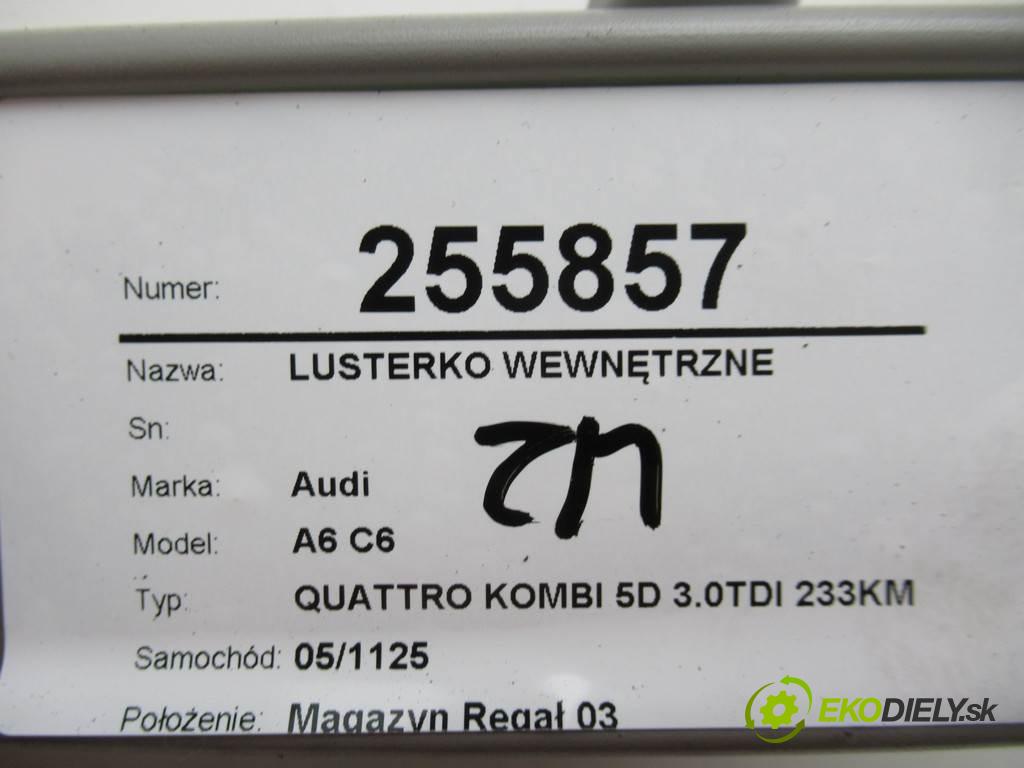 Numer: 255857
Nazwa: LUSTERKO WEWNĘTRZNE
Sn:
Marka: Audi
Model: A6 C6
Typ: QUATTRO KOMBI 5D 3.0TDI 233KM
Samochód: 05/1125
Położenie: Magazyn Regał 03
EKODIELY.sk